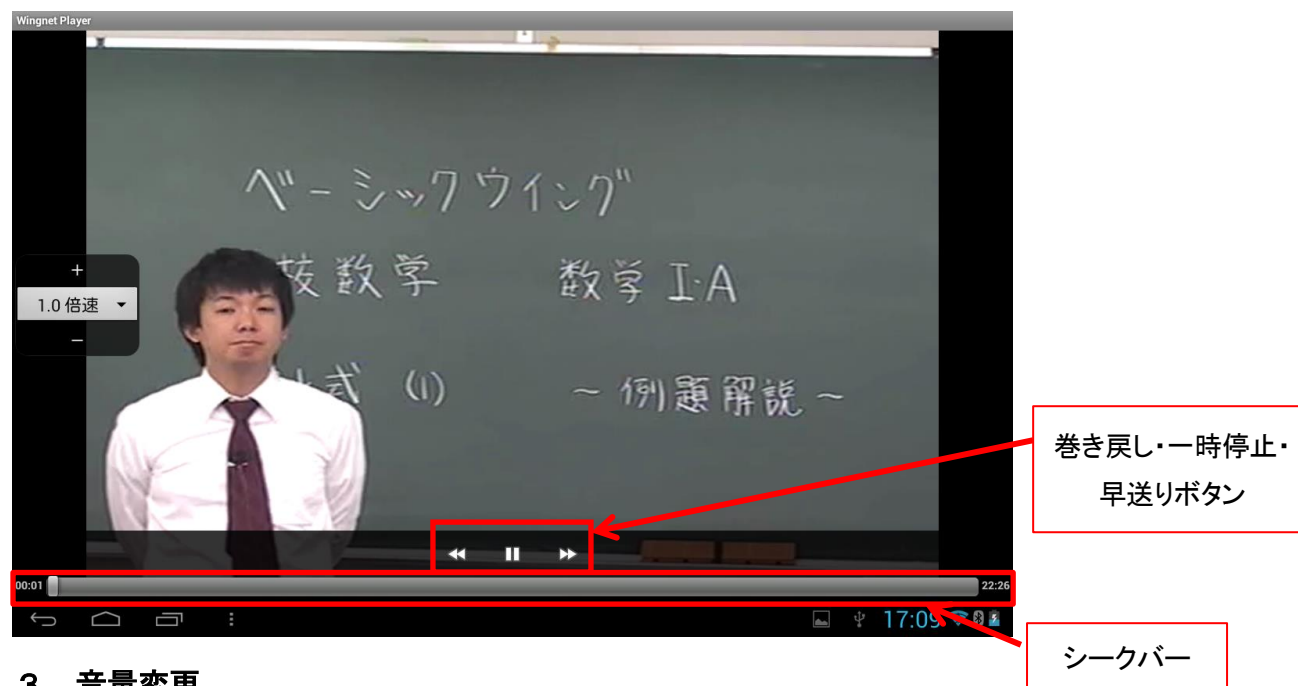 Wingnet Player
ベーシックウイング
数学 数学 I・A
式 (1) ～例題解説～
+
1.0 倍速
−
巻き戻し・一時停止・
早送りボタン
00:01
22:26
17:09
シークバー
3. 音量変更